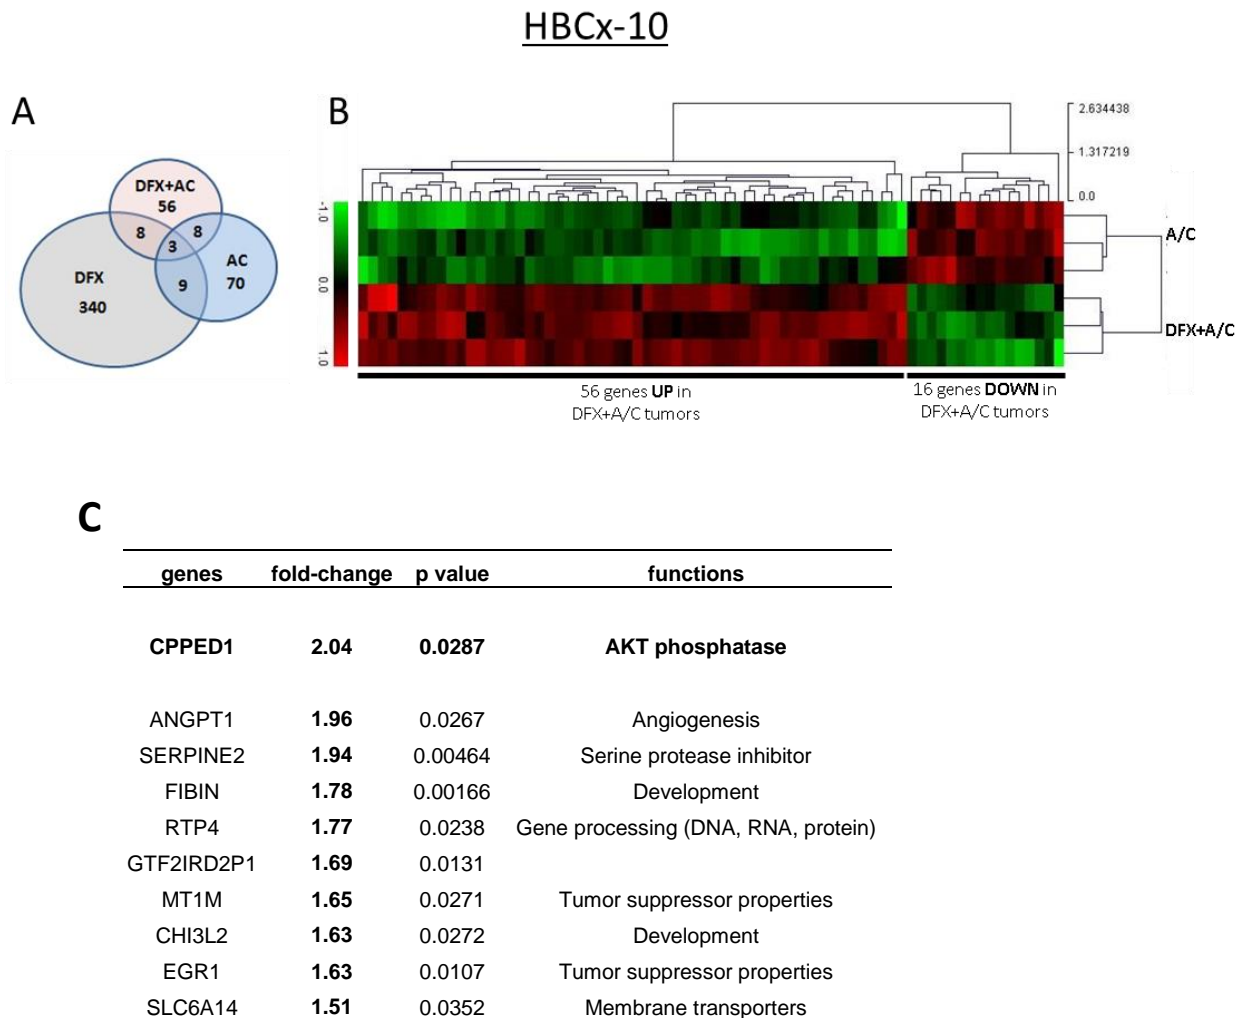 HBCx-10
A
DFX+AC
56
8
8
3
DFX
340
9
AC
70
B
2.634438
1.317219
0.0
-1.0
0.0
1.0
A/C
DFX+A/C
56 genes UP in
DFX+A/C tumors
16 genes DOWN in
DFX+A/C tumors
C
genes fold-change p value functions
CPPED1 2.04 0.0287 AKT phosphatase
ANGPT1 1.96 0.0267 Angiogenesis
SERPINE2 1.94 0.00464 Serine protease inhibitor
FIBIN 1.78 0.00166 Development
RTP4 1.77 0.0238 Gene processing (DNA, RNA, protein)
GTF2IRD2P1 1.69 0.0131
MT1M 1.65 0.0271 Tumor suppressor properties
CHI3L2 1.63 0.0272 Development
EGR1 1.63 0.0107 Tumor suppressor properties
SLC6A14 1.51 0.0352 Membrane transporters